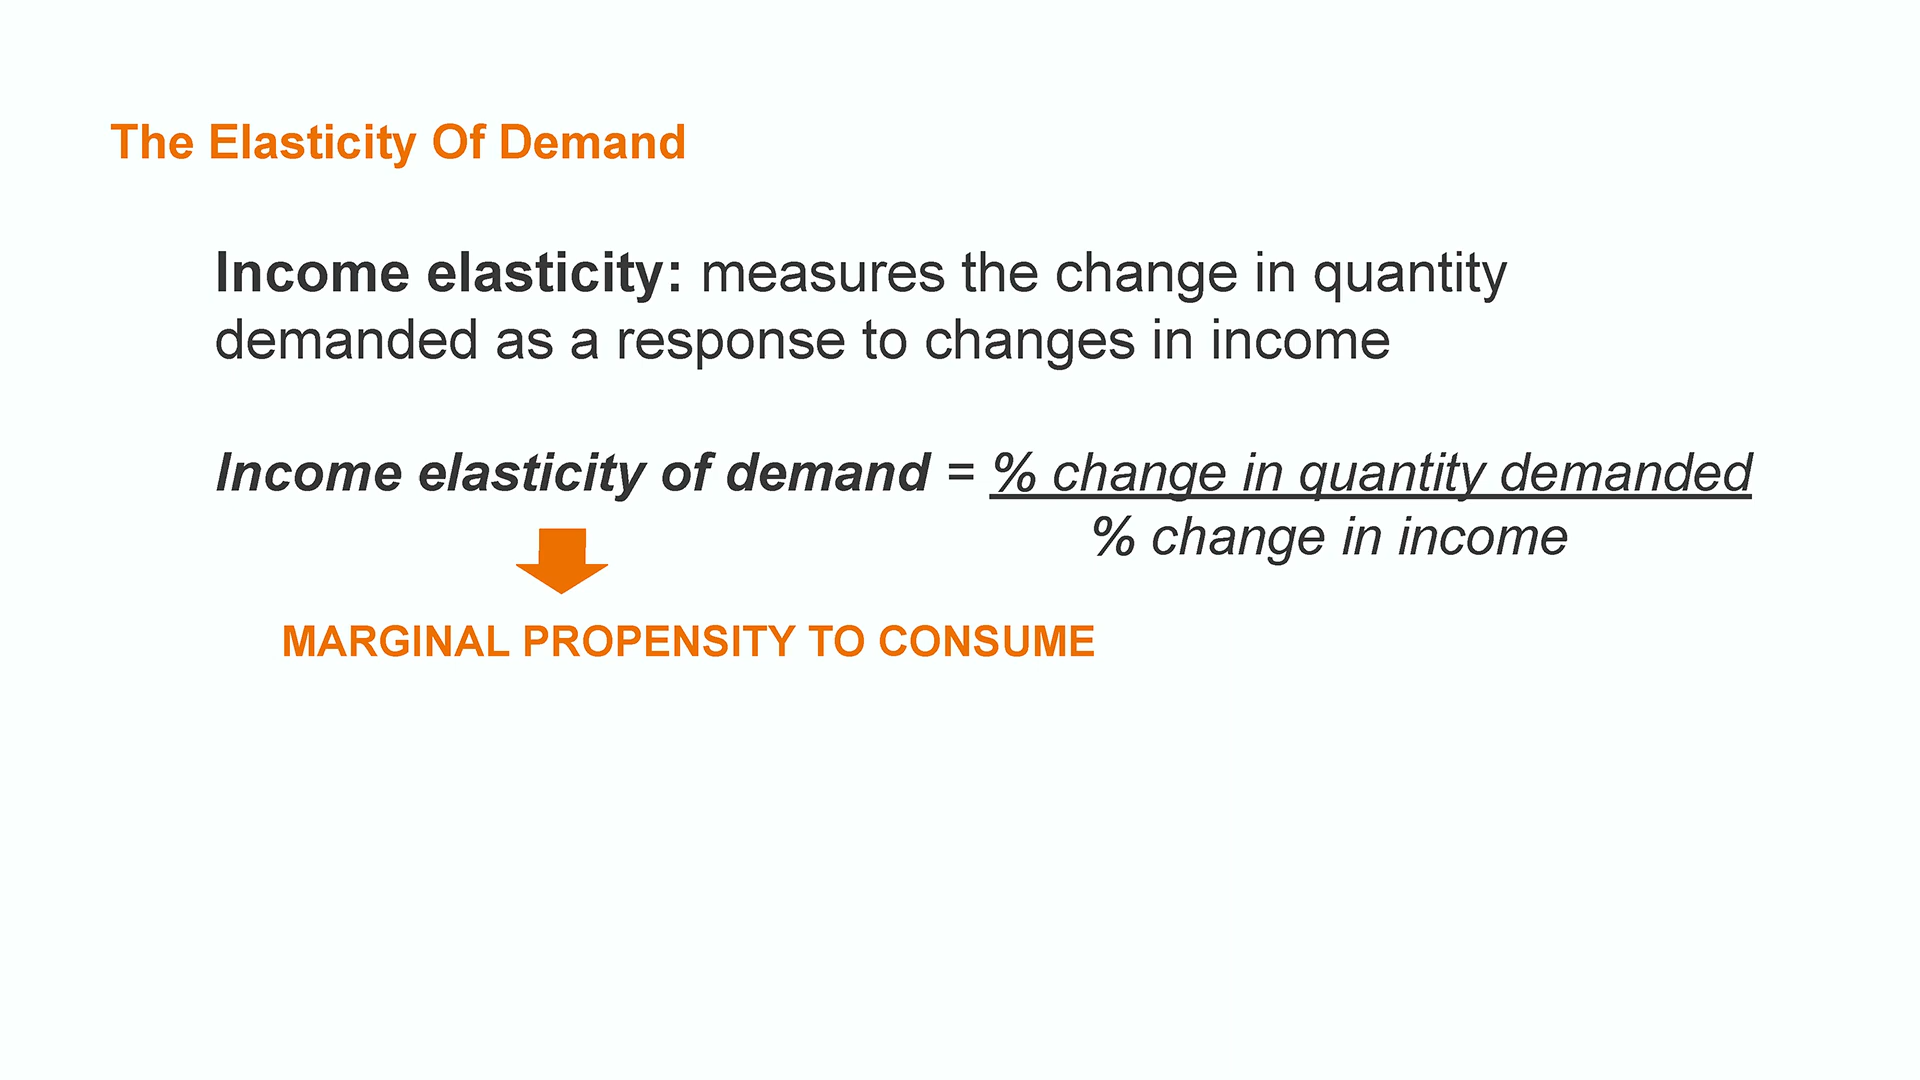 The Elasticity Of Demand
Income elasticity: measures the change in quantity
demanded as a response to changes in income
Income elasticity of demand = % change in quantity demanded
% change in income
MARGINAL PROPENSITY TO CONSUME